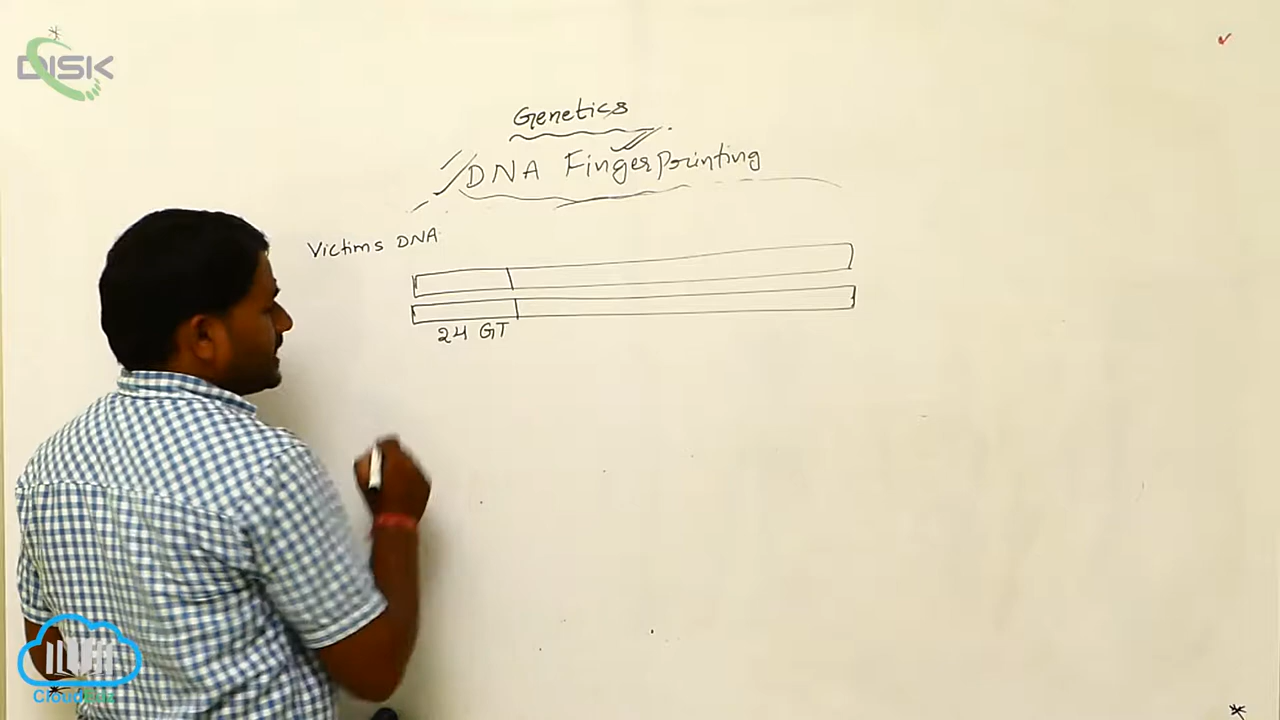 DISK
Genetics
DNA Fingerprinting
Victims DNA
24 GT